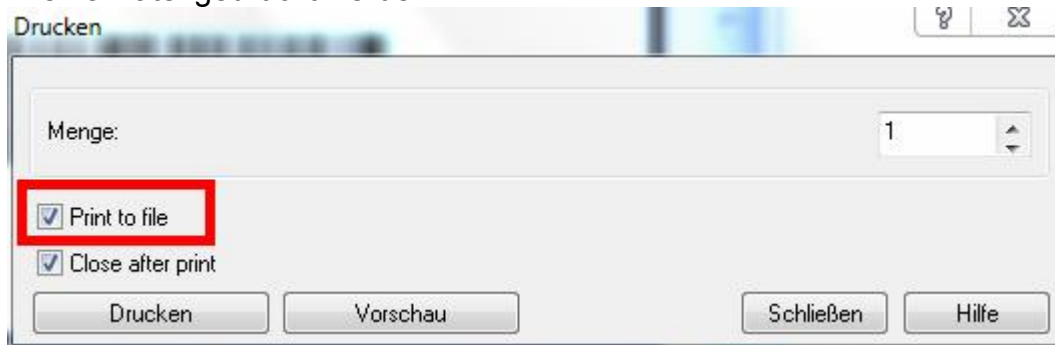 Drucken
Menge: 1
Print to file
Close after print
Drucken Vorschau Schließen Hilfe